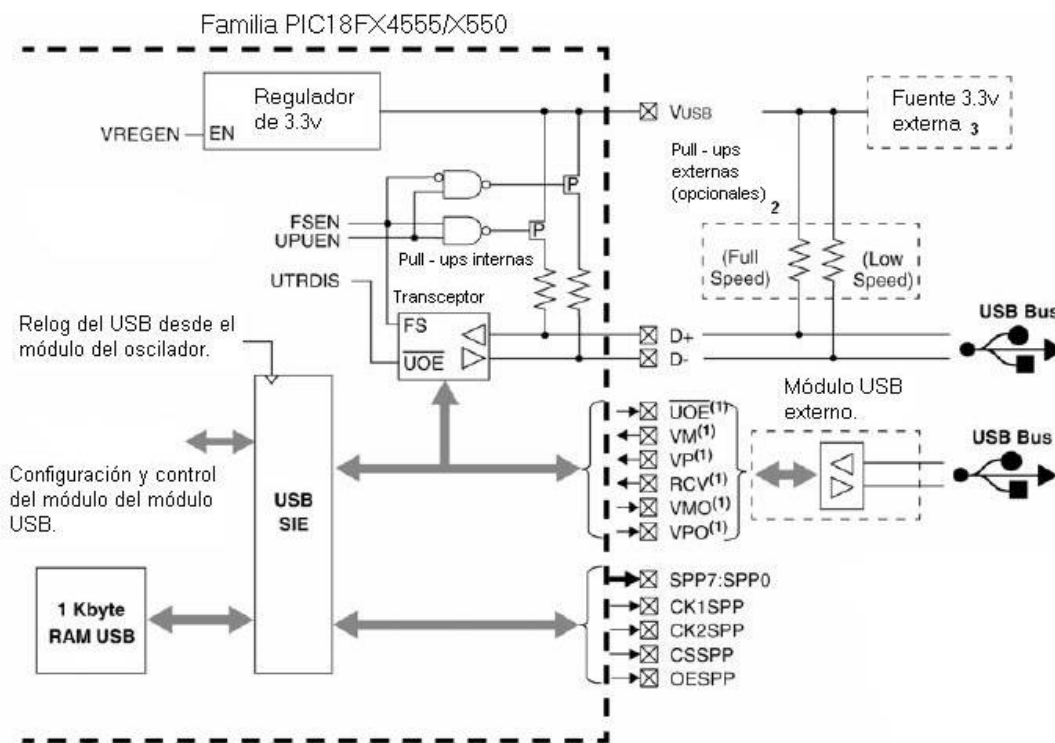 Familia PIC18FX4555/X550
Regulador
de 3.3v
VREGEN
EN
VUSB
Fuente 3.3v
externa. 3
Pull - ups
externas
(opcionales) 2
P
FSEN
UPUEN
P
Pull - ups internas
(Full
Speed)
(Low
Speed)
UTRDIS
Transceptor
FS
UOE
D+
D-
USB Bus
Relog del USB desde el
módulo del oscilador.
Módulo USB
externo.
UOE(1)
VM(1)
VP(1)
RCV(1)
VMO(1)
VPO(1)
USB Bus
Configuración y control
del módulo del módulo
USB.
USB
SIE
1 Kbyte
RAM USB
SPP7:SPP0
CK1SPP
CK2SPP
CSSPP
OESPP